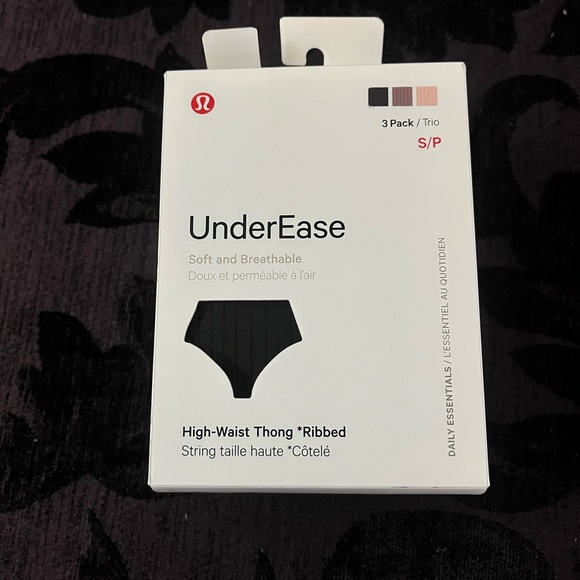 3 Pack / Trio
S/P
UnderEase
Soft and Breathable
Doux et perméable à l'air
High-Waist Thong *Ribbed
String taille haute *Côtelé
DAILY ESSENTIALS / L'ESSENTIEL AU QUOTIDIEN